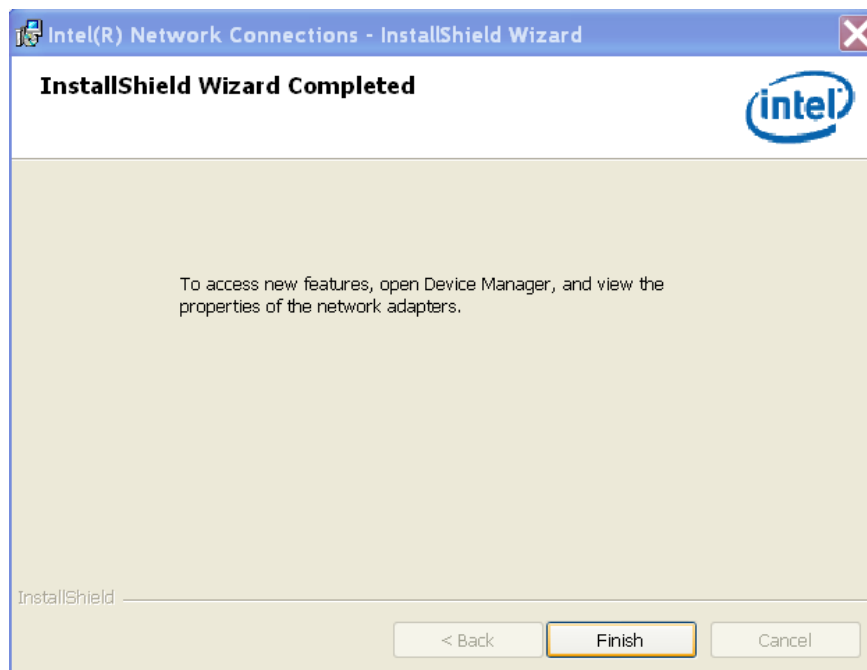 Intel(R) Network Connections - InstallShield Wizard
InstallShield Wizard Completed
intel
To access new features, open Device Manager, and view the
properties of the network adapters.
InstallShield
< Back
Finish
Cancel